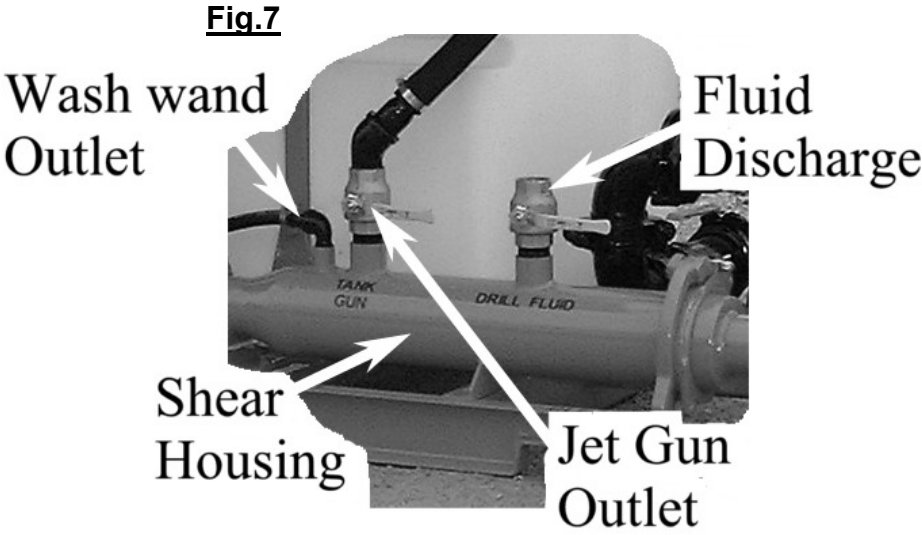 Fig.7
Wash wand
Outlet
Fluid
Discharge
TANK
GUN
DRILL FLUID
Shear
Housing
Jet Gun
Outlet